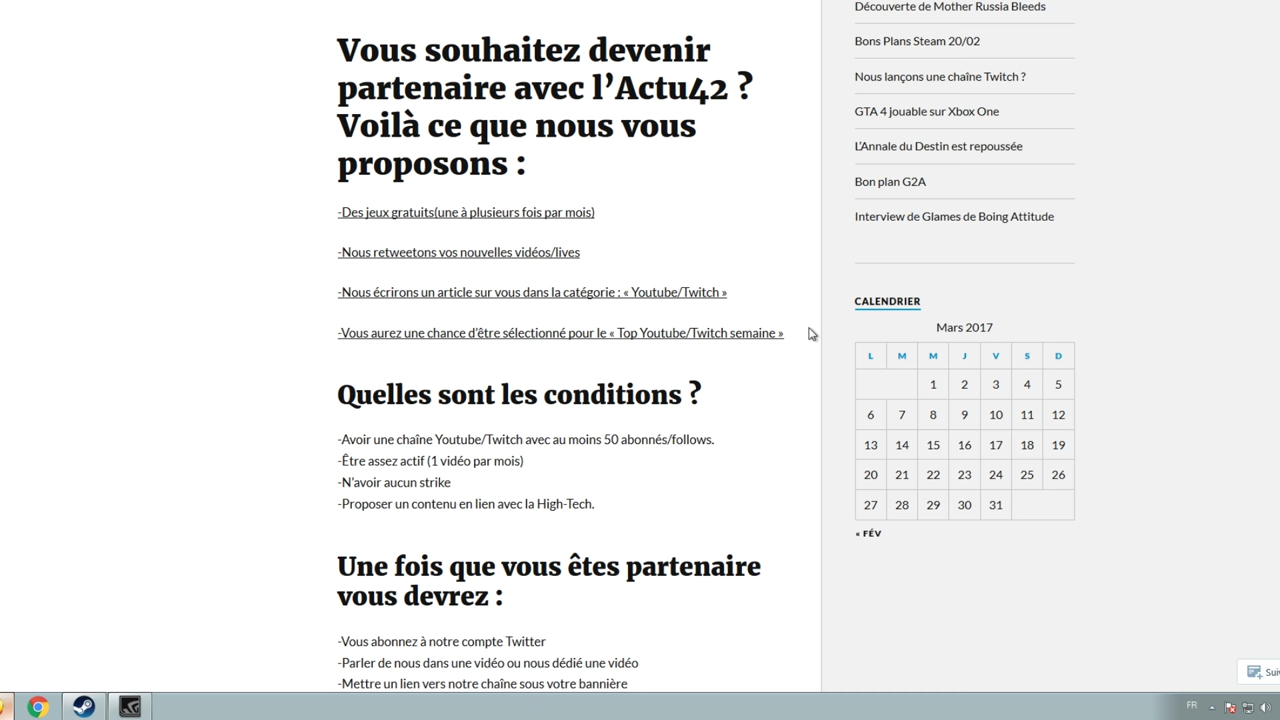 Vous souhaitez devenir
partenaire avec l’Actu42 ?
Voilà ce que nous vous
proposons :
-Des jeux gratuits(une à plusieurs fois par mois)
-Nous retweetons vos nouvelles vidéos/lives
-Nous écrirons un article sur vous dans la catégorie : « Youtube/Twitch »
-Vous aurez une chance d’être sélectionné pour le « Top Youtube/Twitch semaine »
Quelles sont les conditions ?
-Avoir une chaîne Youtube/Twitch avec au moins 50 abonnés/follows.
-Être assez actif (1 vidéo par mois)
-N’avoir aucun strike
-Proposer un contenu en lien avec la High-Tech.
Une fois que vous êtes partenaire
vous devrez :
-Vous abonnez à notre compte Twitter
-Parler de nous dans une vidéo ou nous dédié une vidéo
-Mettre un lien vers notre chaîne sous votre bannière
Découverte de Mother Russia Bleeds
Bons Plans Steam 20/02
Nous lançons une chaîne Twitch ?
GTA 4 jouable sur Xbox One
L’Annale du Destin est repoussée
Bon plan G2A
Interview de Glames de Boing Attitude
CALENDRIER
Mars 2017
L M M J V S D
1 2 3 4 5
6 7 8 9 10 11 12
13 14 15 16 17 18 19
20 21 22 23 24 25 26
27 28 29 30 31
« FÉV
Sui
FR